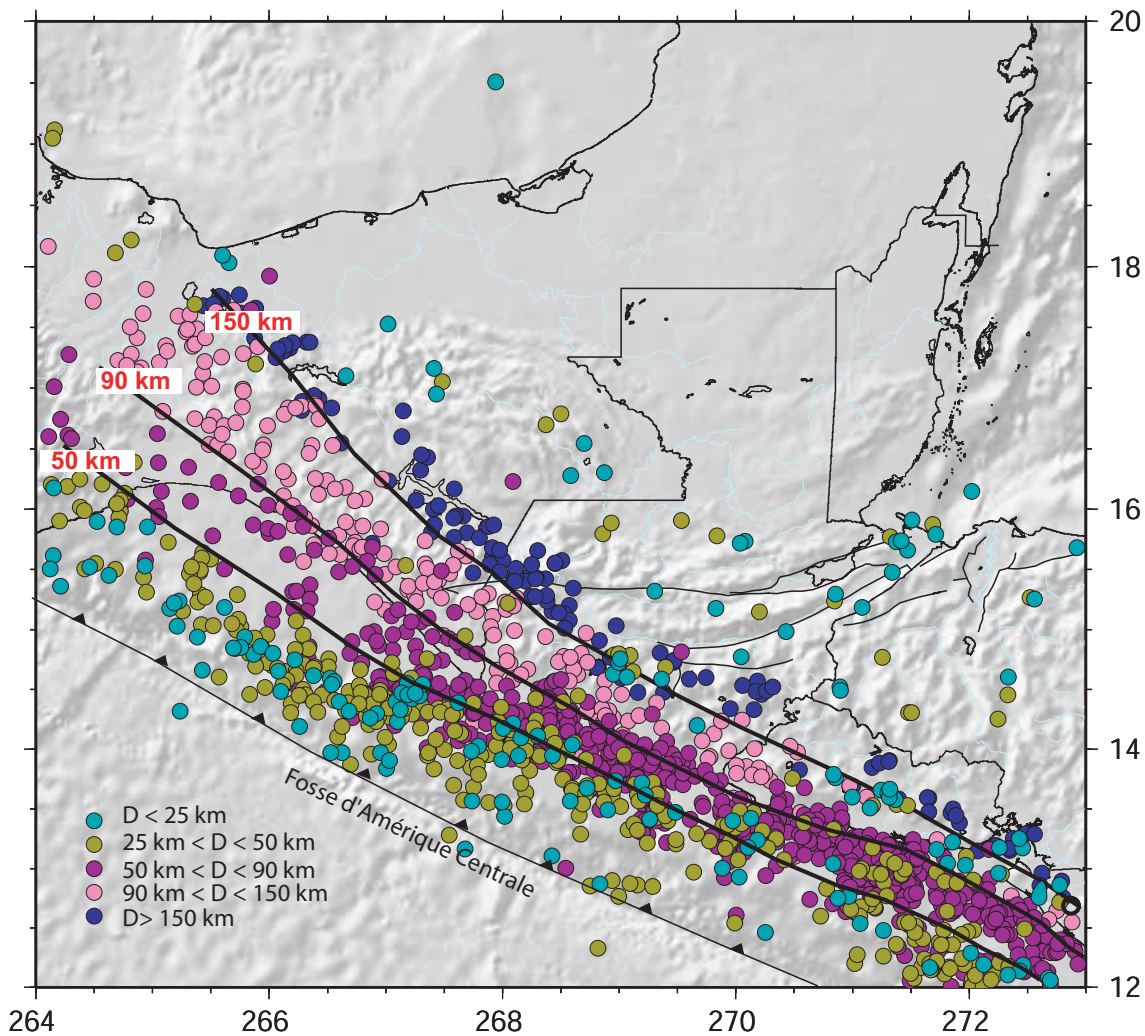 20
18
150 km
90 km
50 km
16
14
Fosse d'Amérique Centrale
D < 25 km
25 km < D < 50 km
50 km < D < 90 km
90 km < D < 150 km
D> 150 km
12
264
266
268
270
272